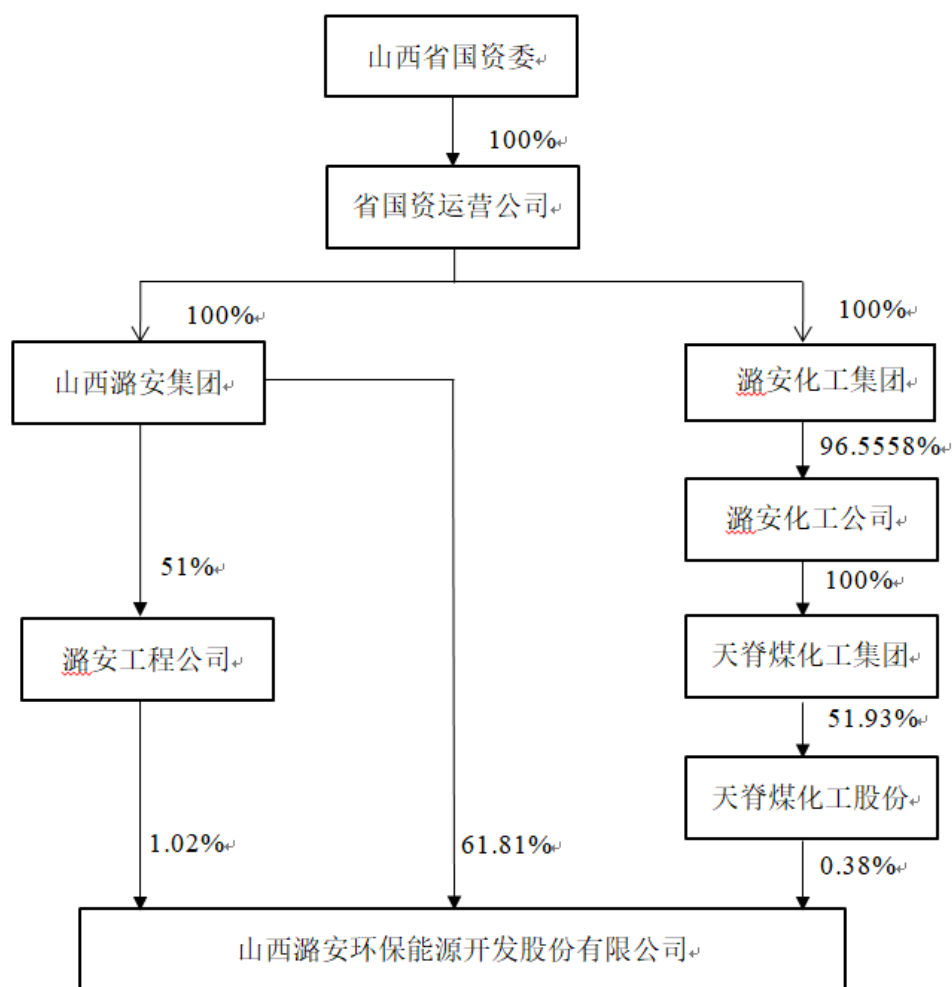 山西省国资委
100%
省国资运营公司
100%
100%
山西潞安集团
潞安化工集团
96.5558%
潞安化工公司
51%
100%
潞安工程公司
天脊煤化工集团
51.93%
天脊煤化工股份
1.02%
61.81%
0.38%
山西潞安环保能源开发股份有限公司